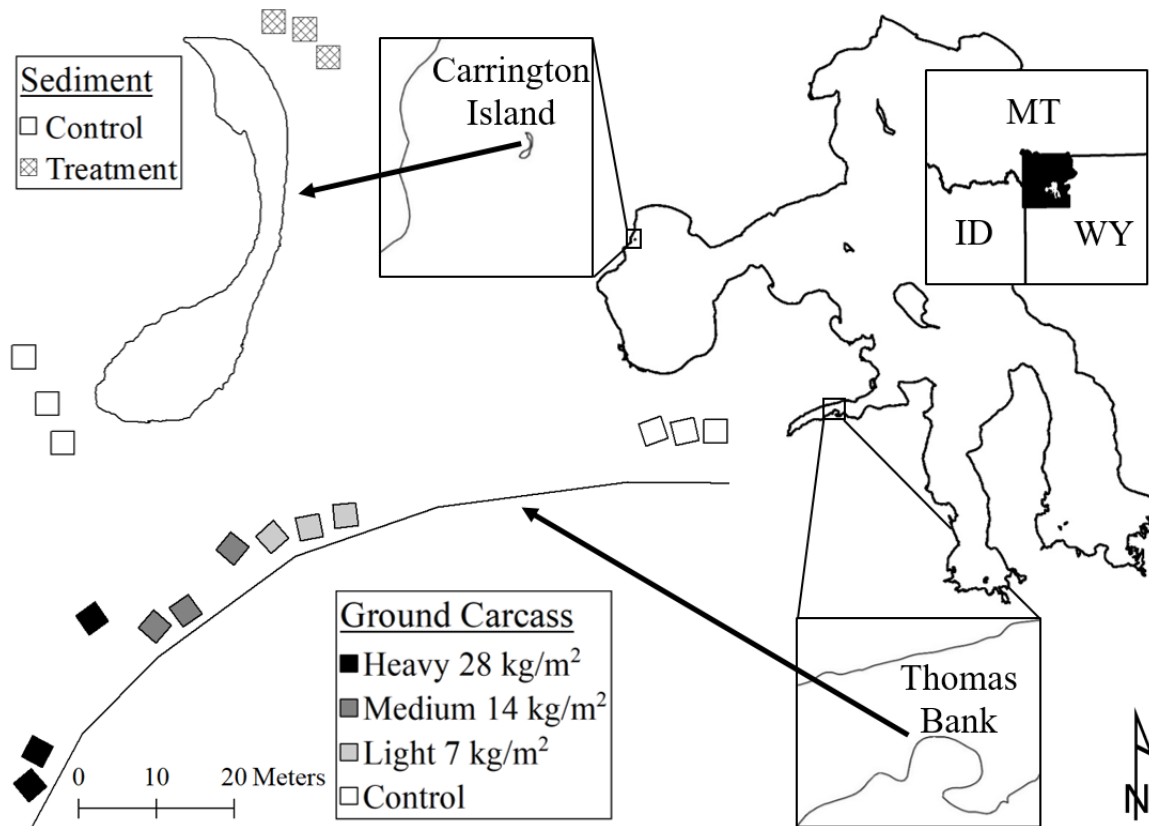 Sediment
Control
Treatment
Carrington
Island
MT
ID
WY
Ground Carcass
Heavy 28 kg/m²
Medium 14 kg/m²
Light 7 kg/m²
Control
0 10 20 Meters
Thomas
Bank
N